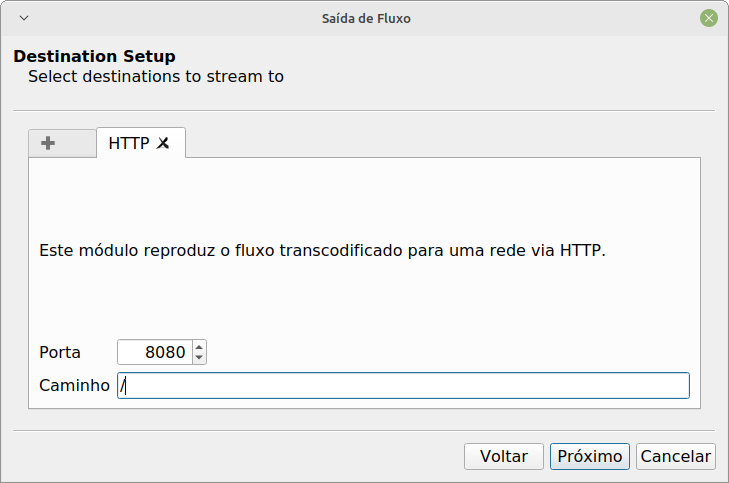 Saída de Fluxo
Destination Setup
Select destinations to stream to
HTTP
Este módulo reproduz o fluxo transcodificado para uma rede via HTTP.
Porta 8080
Caminho /
Voltar Próximo Cancelar